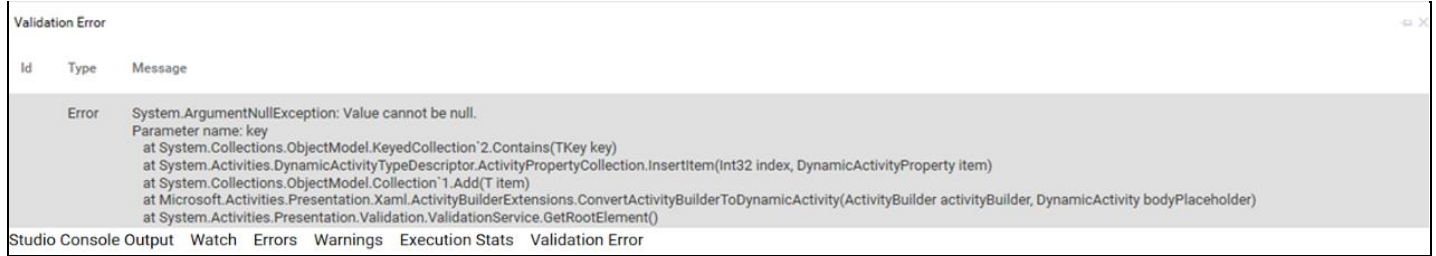 Validation Error
Id Type Message
Error System.ArgumentNullException: Value cannot be null.
Parameter name: key
at System.Collections.ObjectModel.KeyedCollection`2.Contains(TKey key)
at System.Activities.DynamicActivityTypeDescriptor.ActivityPropertyCollection.InsertItem(Int32 index, DynamicActivityProperty item)
at System.Collections.ObjectModel.Collection`1.Add(T item)
at Microsoft.Activities.Presentation.Xaml.ActivityBuilderExtensions.ConvertActivityBuilderToDynamicActivity(ActivityBuilder activityBuilder, DynamicActivity bodyPlaceholder)
at System.Activities.Presentation.Validation.ValidationService.GetRootElement()
Studio Console Output Watch Errors Warnings Execution Stats Validation Error